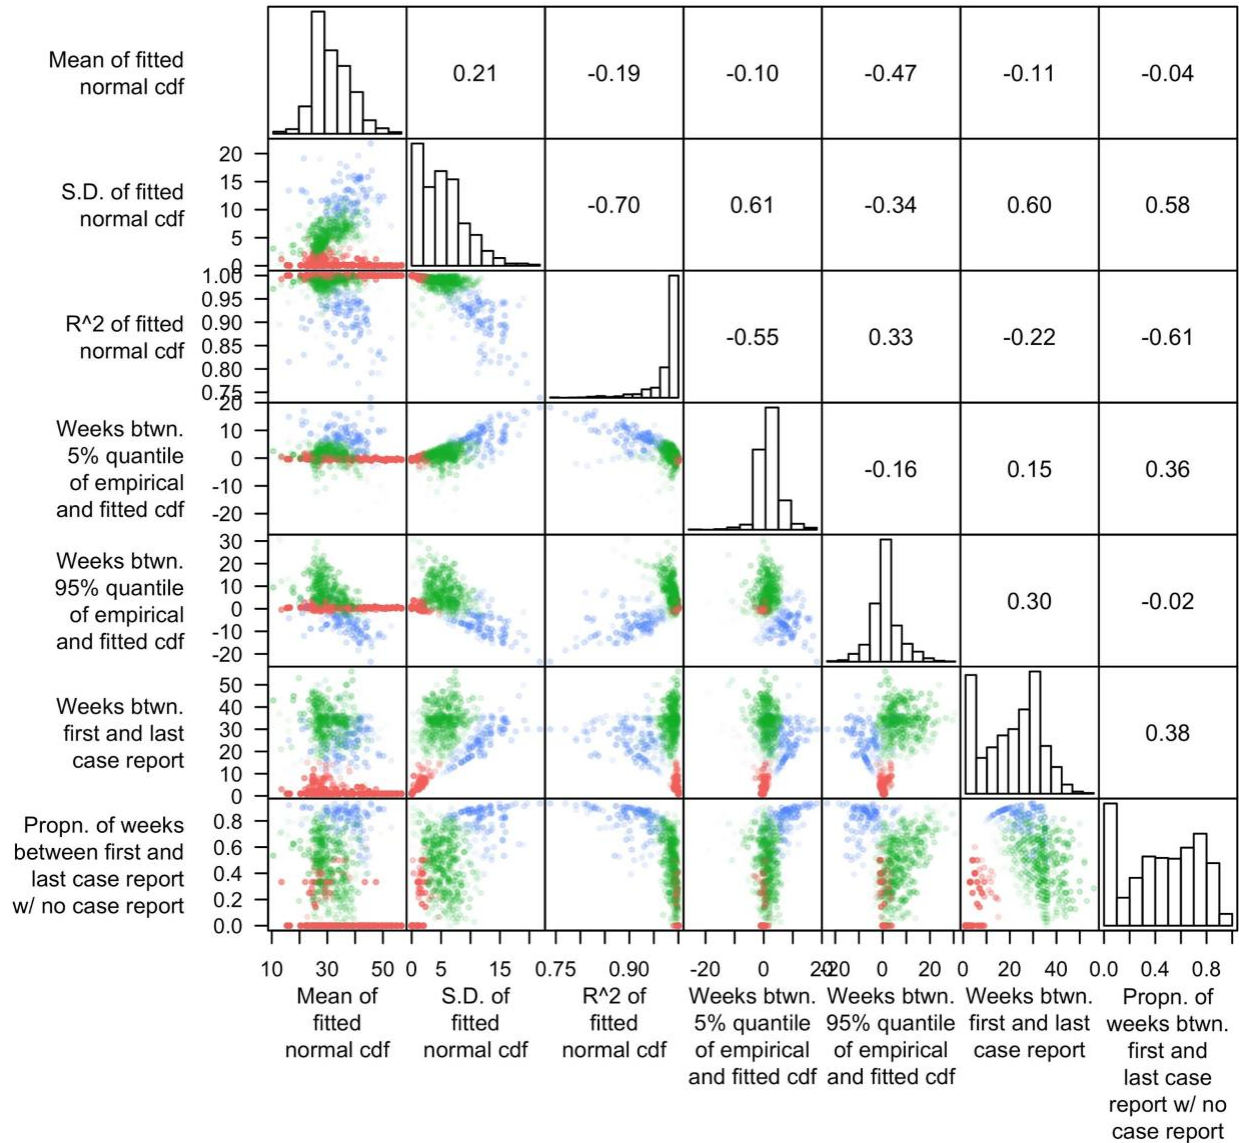 Mean of fitted
normal cdf
0.21
-0.19
-0.10
-0.47
-0.11
-0.04
S.D. of fitted
normal cdf
20
15
10
5
0
-0.70
0.61
-0.34
0.60
0.58
R^2 of fitted
normal cdf
1.00
0.95
0.90
0.85
0.80
0.75
-0.55
0.33
-0.22
-0.61
Weeks btwn.
5% quantile
of empirical
and fitted cdf
20
10
0
-10
-20
-0.16
0.15
0.36
Weeks btwn.
95% quantile
of empirical
and fitted cdf
30
20
10
0
-10
-20
0.30
-0.02
Weeks btwn.
first and last
case report
50
40
30
20
10
0
0.38
Propn. of weeks
between first and
last case report
w/ no case report
0.8
0.6
0.4
0.2
0.0
10 30 50
0 5 15
0.75 0.90
-20 0 20
-20 0 20
0 20 40
0.0 0.4 0.8
Mean of
fitted
normal cdf
S.D. of
fitted
normal cdf
R^2 of
fitted
normal cdf
Weeks btwn.
5% quantile
of empirical
and fitted cdf
Weeks btwn.
95% quantile
of empirical
and fitted cdf
Weeks btwn.
first and last
case report
Propn. of
weeks btwn.
first and
last case
report w/ no
case report